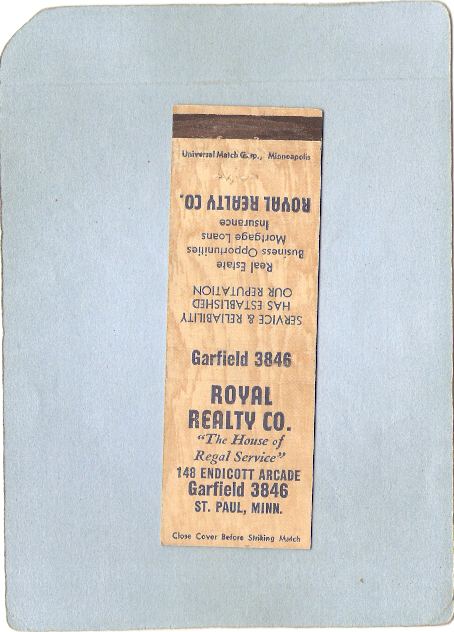 Universal Match Corp., Minneapolis
ROYAL REALTY CO.
Insurance
Mortgage Loans
Business Opportunities
Real Estate
OUR REPUTATION
HAS ESTABLISHED
SERVICE & RELIABILITY
Garfield 3846
ROYAL
REALTY CO.
"The House of
Regal Service"
148 ENDICOTT ARCADE
Garfield 3846
ST. PAUL, MINN.
Close Cover Before Striking Match